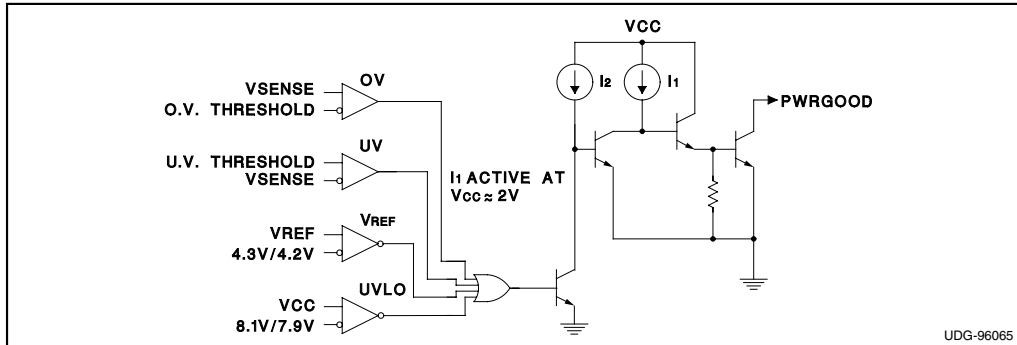 VCC
I2
I1
OV
VSENSE
O.V. THRESHOLD
PWRGOOD
UV
U.V. THRESHOLD
VSENSE
I1 ACTIVE AT
VCC ≈ 2V
VREF
VREF
4.3V/4.2V
UVLO
VCC
8.1V/7.9V
UDG-96065